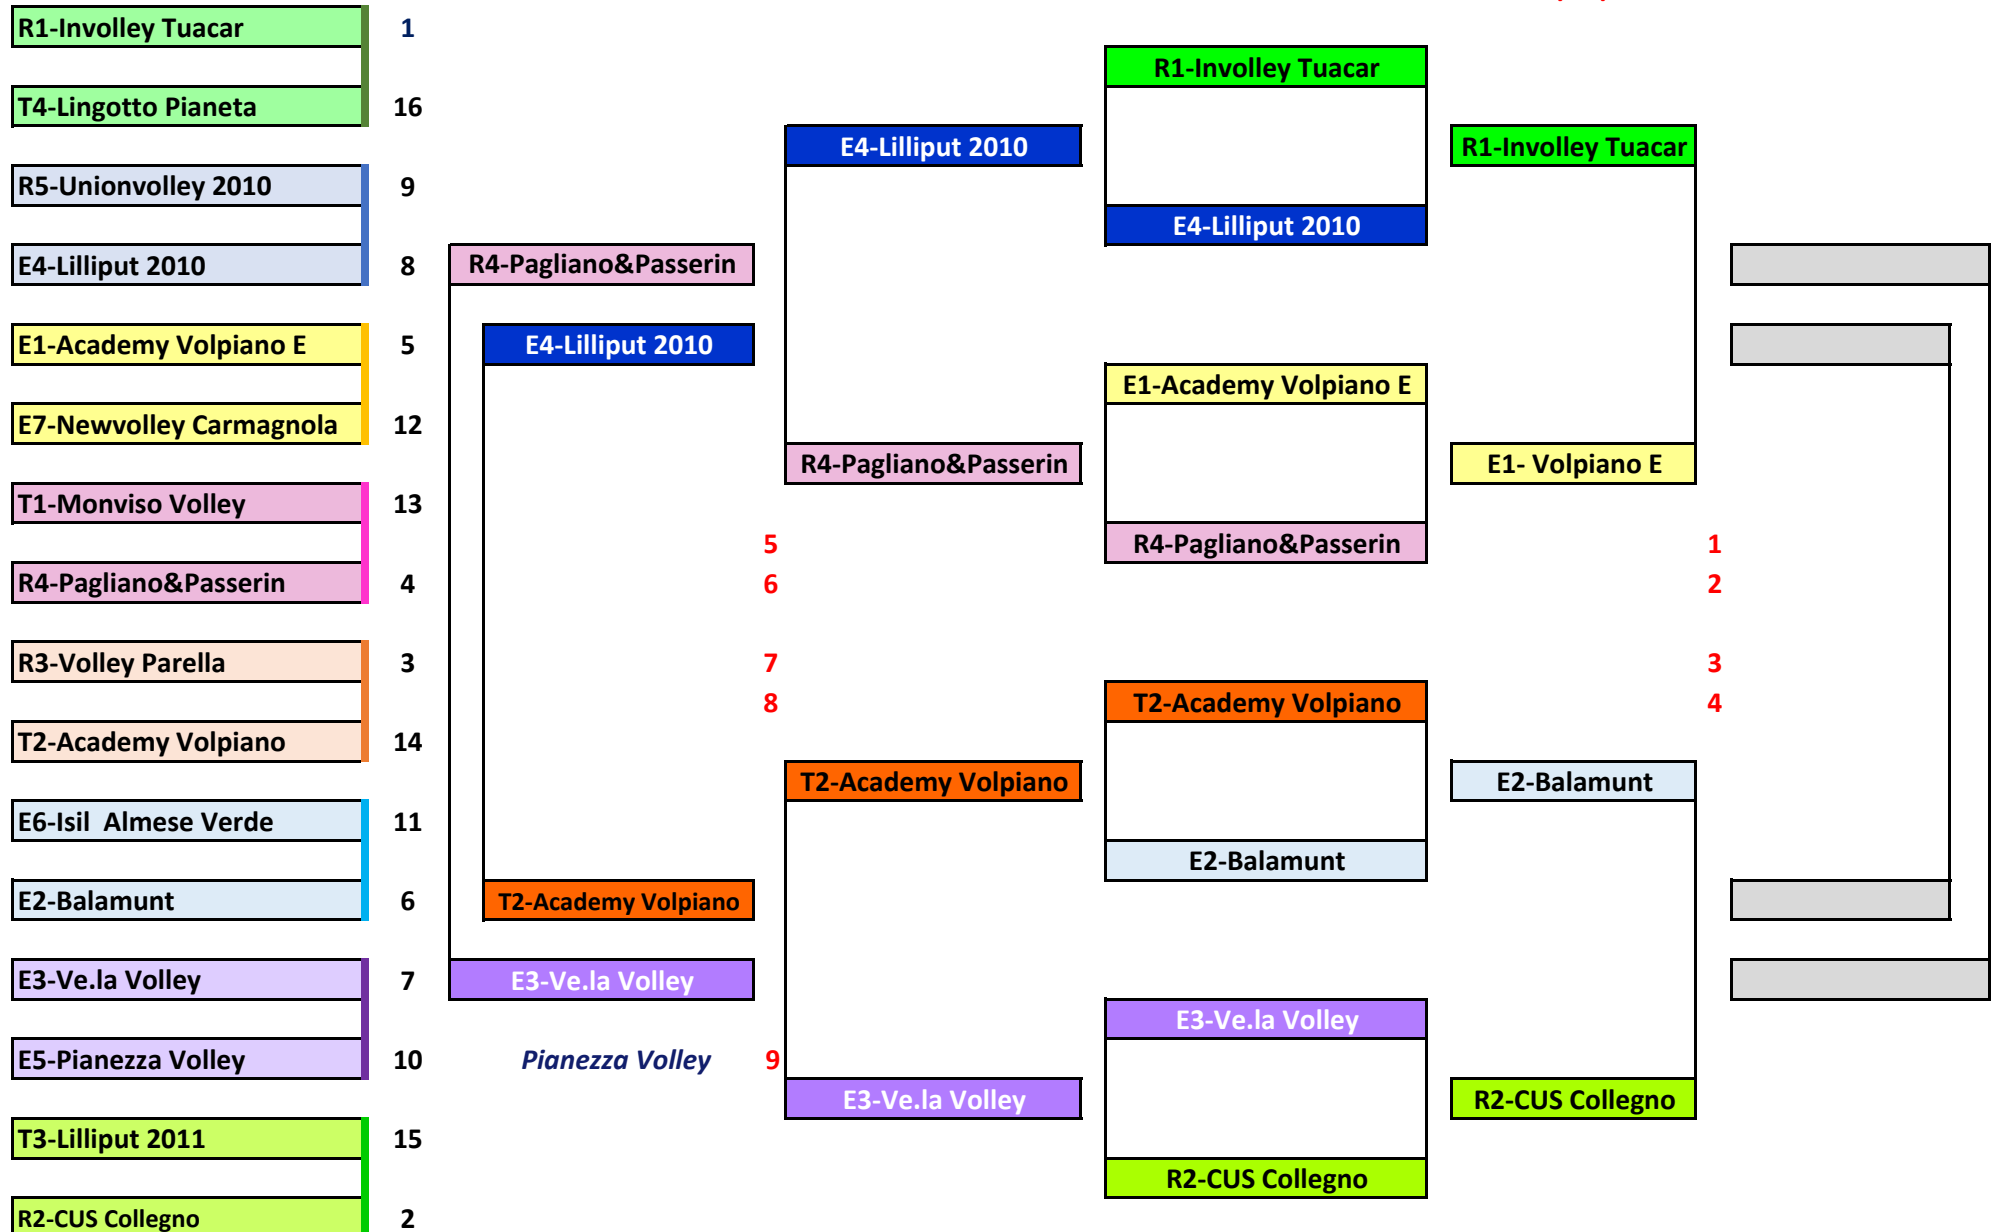 R1-Involley Tuacar 1
R1-Involley Tuacar
T4-Lingotto Pianeta 16
E4-Lilliput 2010
R1-Involley Tuacar
R5-Unionvolley 2010 9
E4-Lilliput 2010
E4-Lilliput 2010 8
R4-Pagliano&Passerin
E1-Academy Volpiano E 5
E4-Lilliput 2010
E1-Academy Volpiano E
E7-Newvolley Carmagnola 12
R4-Pagliano&Passerin
E1- Volpiano E
T1-Monviso Volley 13
5
R4-Pagliano&Passerin
1
R4-Pagliano&Passerin 4
6
2
R3-Volley Parella 3
7
3
8
T2-Academy Volpiano
4
T2-Academy Volpiano 14
T2-Academy Volpiano
E2-Balamunt
E6-Isil Almese Verde 11
E2-Balamunt
E2-Balamunt 6
T2-Academy Volpiano
E3-Ve.la Volley 7
E3-Ve.la Volley
E3-Ve.la Volley
E5-Pianezza Volley 10
Pianezza Volley 9
E3-Ve.la Volley
R2-CUS Collegno
T3-Lilliput 2011 15
R2-CUS Collegno
R2-CUS Collegno 2